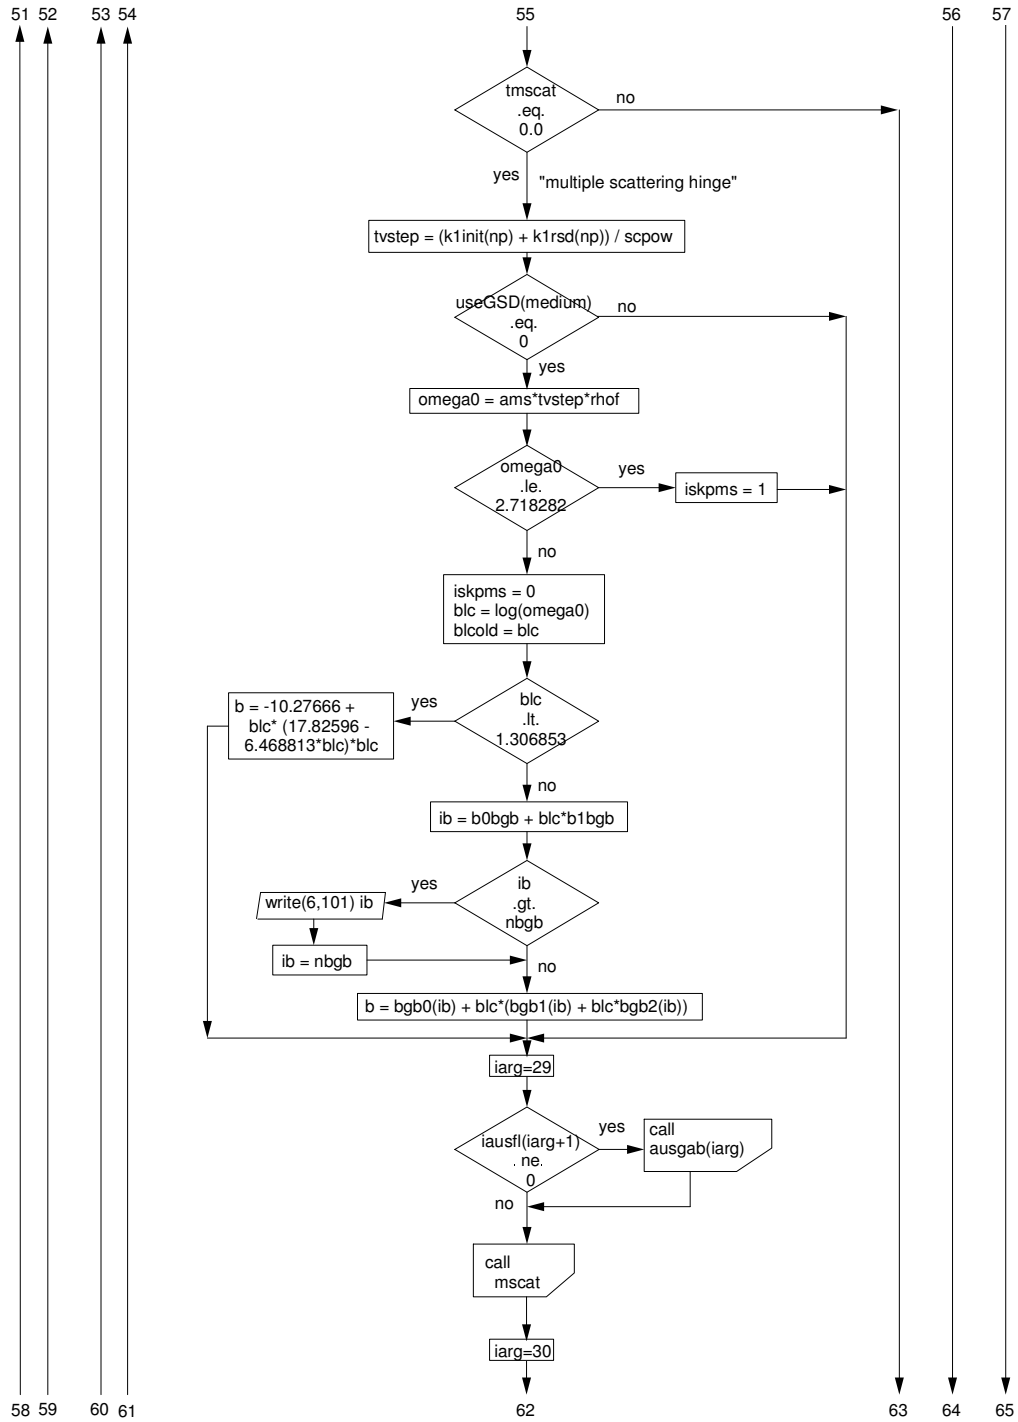 51 52 53 54 55 56 57
tmscat
.eq.
0.0
no
yes
"multiple scattering hinge"
tvstep = (k1init(np) + k1rsd(np)) / scpow
useGSD(medium)
.eq.
0
no
yes
omega0 = ams*tvstep*rhof
omega0
.le.
2.718282
yes
iskpms = 1
no
iskpms = 0
blc = log(omega0)
blcold = blc
blc
.lt.
1.306853
yes
b = -10.27666 +
blc* (17.82596 -
6.468813*blc)*blc
no
ib = b0bgb + blc*b1bgb
ib
.gt.
nbgb
yes
write(6,101) ib
ib = nbgb
no
b = bgb0(ib) + blc*(bgb1(ib) + blc*bgb2(ib))
iarg=29
iausfl(iarg+1)
. ne.
0
yes
call
ausgab(iarg)
no
call
mscat
iarg=30
58 59 60 61 62 63 64 65